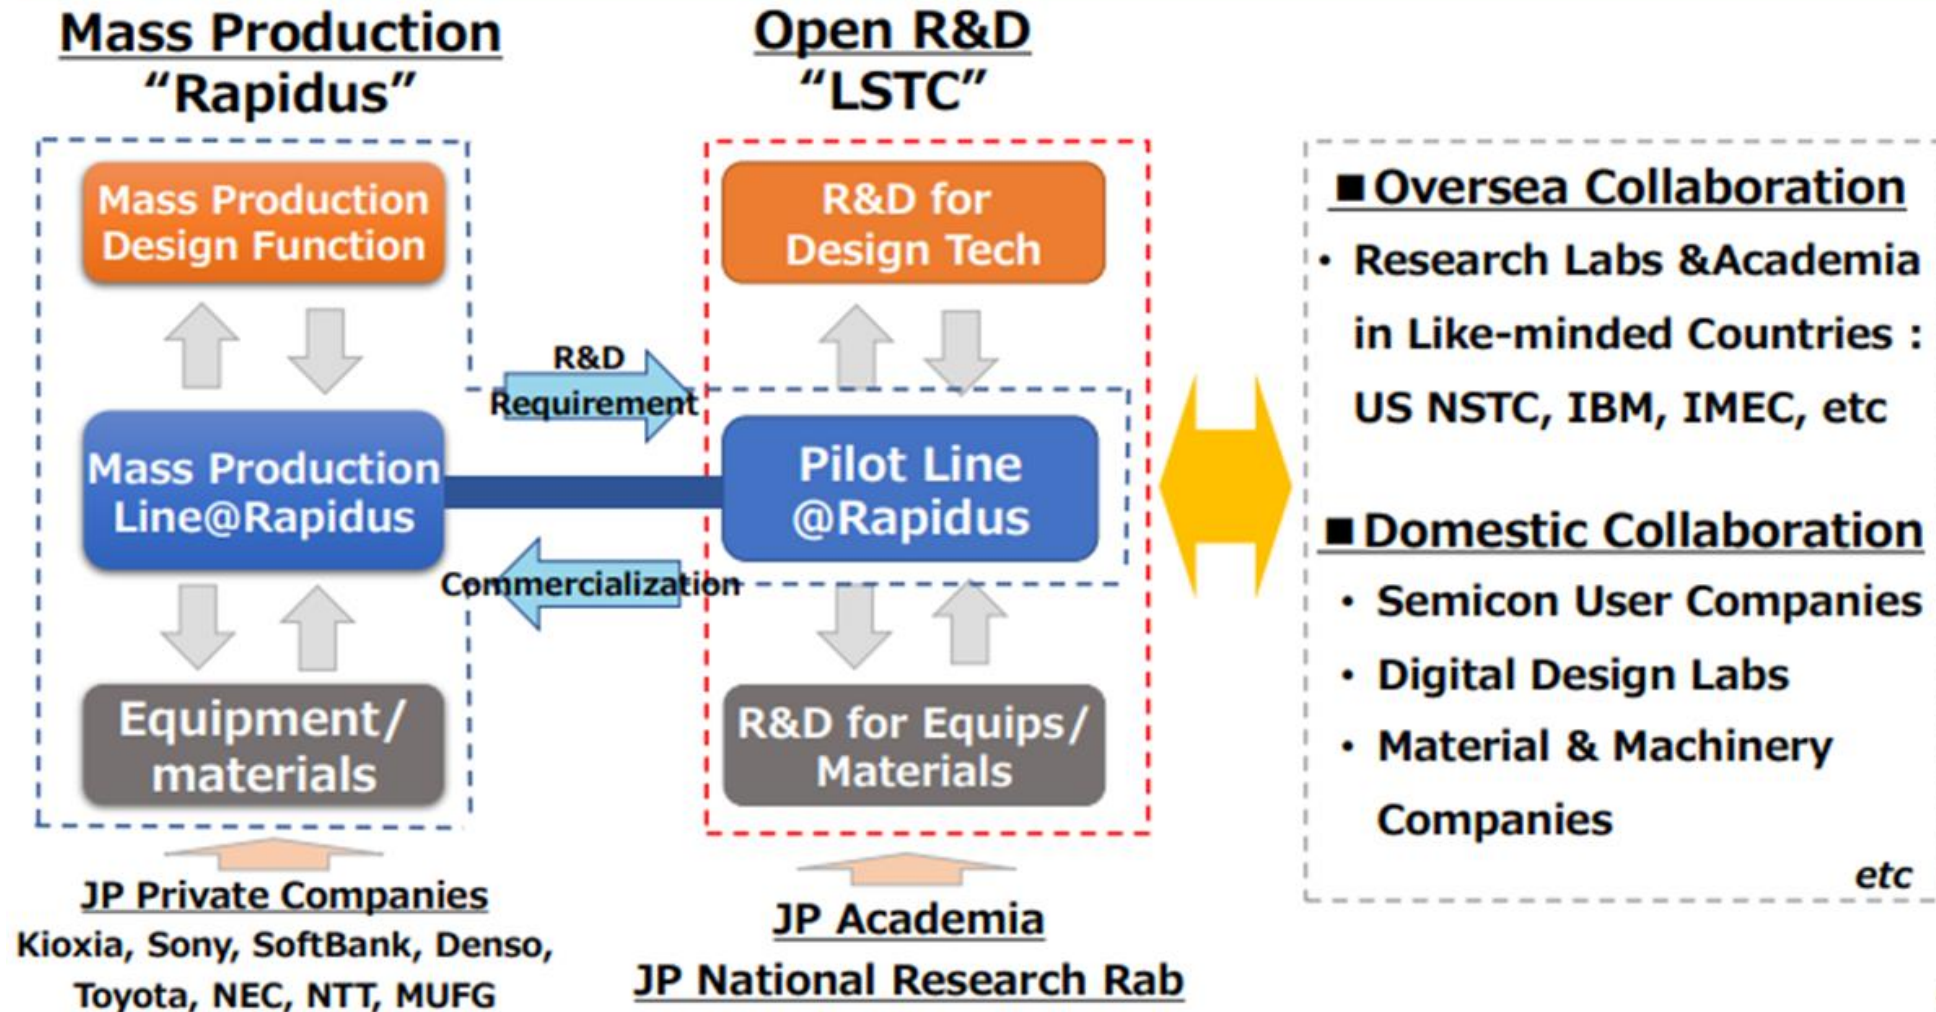 Mass Production
“Rapidus”
Mass Production
Design Function
Mass Production
Line@Rapidus
Equipment/
materials
JP Private Companies
Kioxia, Sony, SoftBank, Denso,
Toyota, NEC, NTT, MUFG
R&D
Requirement
Commercialization
Open R&D
“LSTC”
R&D for
Design Tech
Pilot Line
@Rapidus
R&D for Equips/
Materials
JP Academia
JP National Research Rab
■Oversea Collaboration
・Research Labs &Academia
in Like-minded Countries :
US NSTC, IBM, IMEC, etc
■Domestic Collaboration
・Semicon User Companies
・Digital Design Labs
・Material & Machinery
Companies
etc